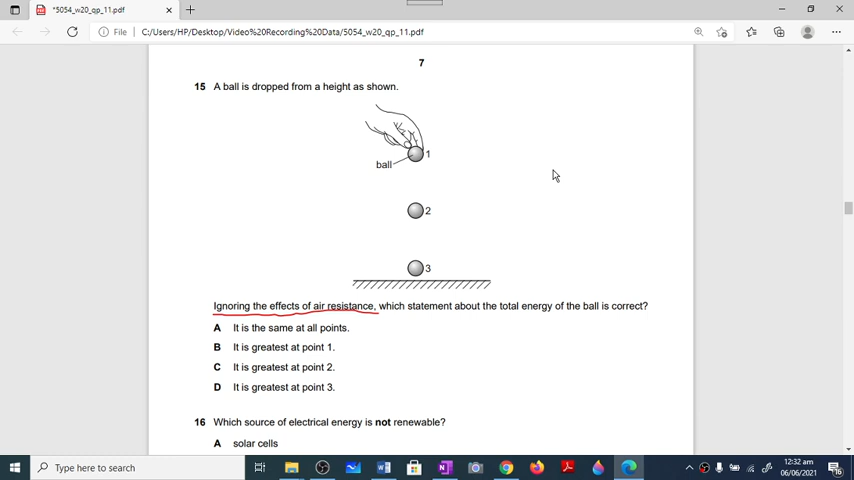 *5054_w20_qp_11.pdf
File
C:/Users/HP/Desktop/Video%20Recording%20Data/5054_w20_qp_11.pdf
7
15 A ball is dropped from a height as shown.
1
ball
2
3
Ignoring the effects of air resistance, which statement about the total energy of the ball is correct?
A It is the same at all points.
B It is greatest at point 1.
C It is greatest at point 2.
D It is greatest at point 3.
16 Which source of electrical energy is not renewable?
A solar cells
Type here to search
12:32 am
06/06/2021
16